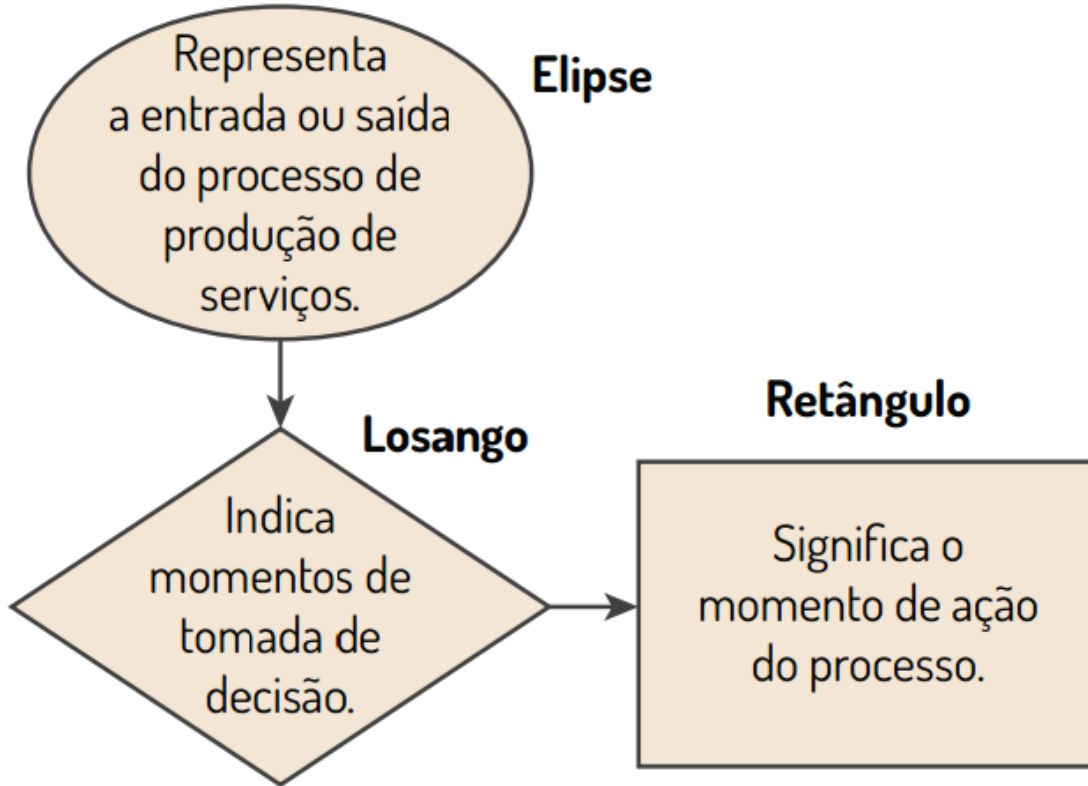 Representa
a entrada ou saída
do processo de
produção de
serviços.
Elipse
Losango
Indica
momentos de
tomada de
decisão.
Retângulo
Significa o
momento de ação
do processo.